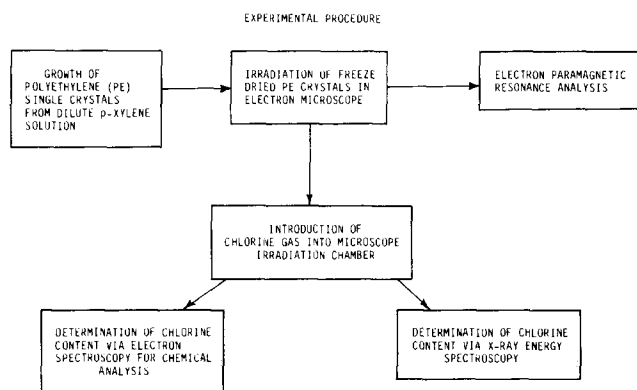 EXPERIMENTAL PROCEDURE
GROWTH OF
POLYETHYLENE (PE)
SINGLE CRYSTALS
FROM DILUTE p-XYLENE
SOLUTION
IRRADIATION OF FREEZE
DRIED PE CRYSTALS IN
ELECTRON MICROSCOPE
ELECTRON PARAMAGNETIC
RESONANCE ANALYSIS
INTRODUCTION OF
CHLORINE GAS INTO MICROSCOPE
IRRADIATION CHAMBER
DETERMINATION OF CHLORINE
CONTENT VIA ELECTRON
SPECTROSCOPY FOR CHEMICAL
ANALYSIS
DETERMINATION OF CHLORINE
CONTENT VIA X-RAY ENERGY
SPECTROSCOPY